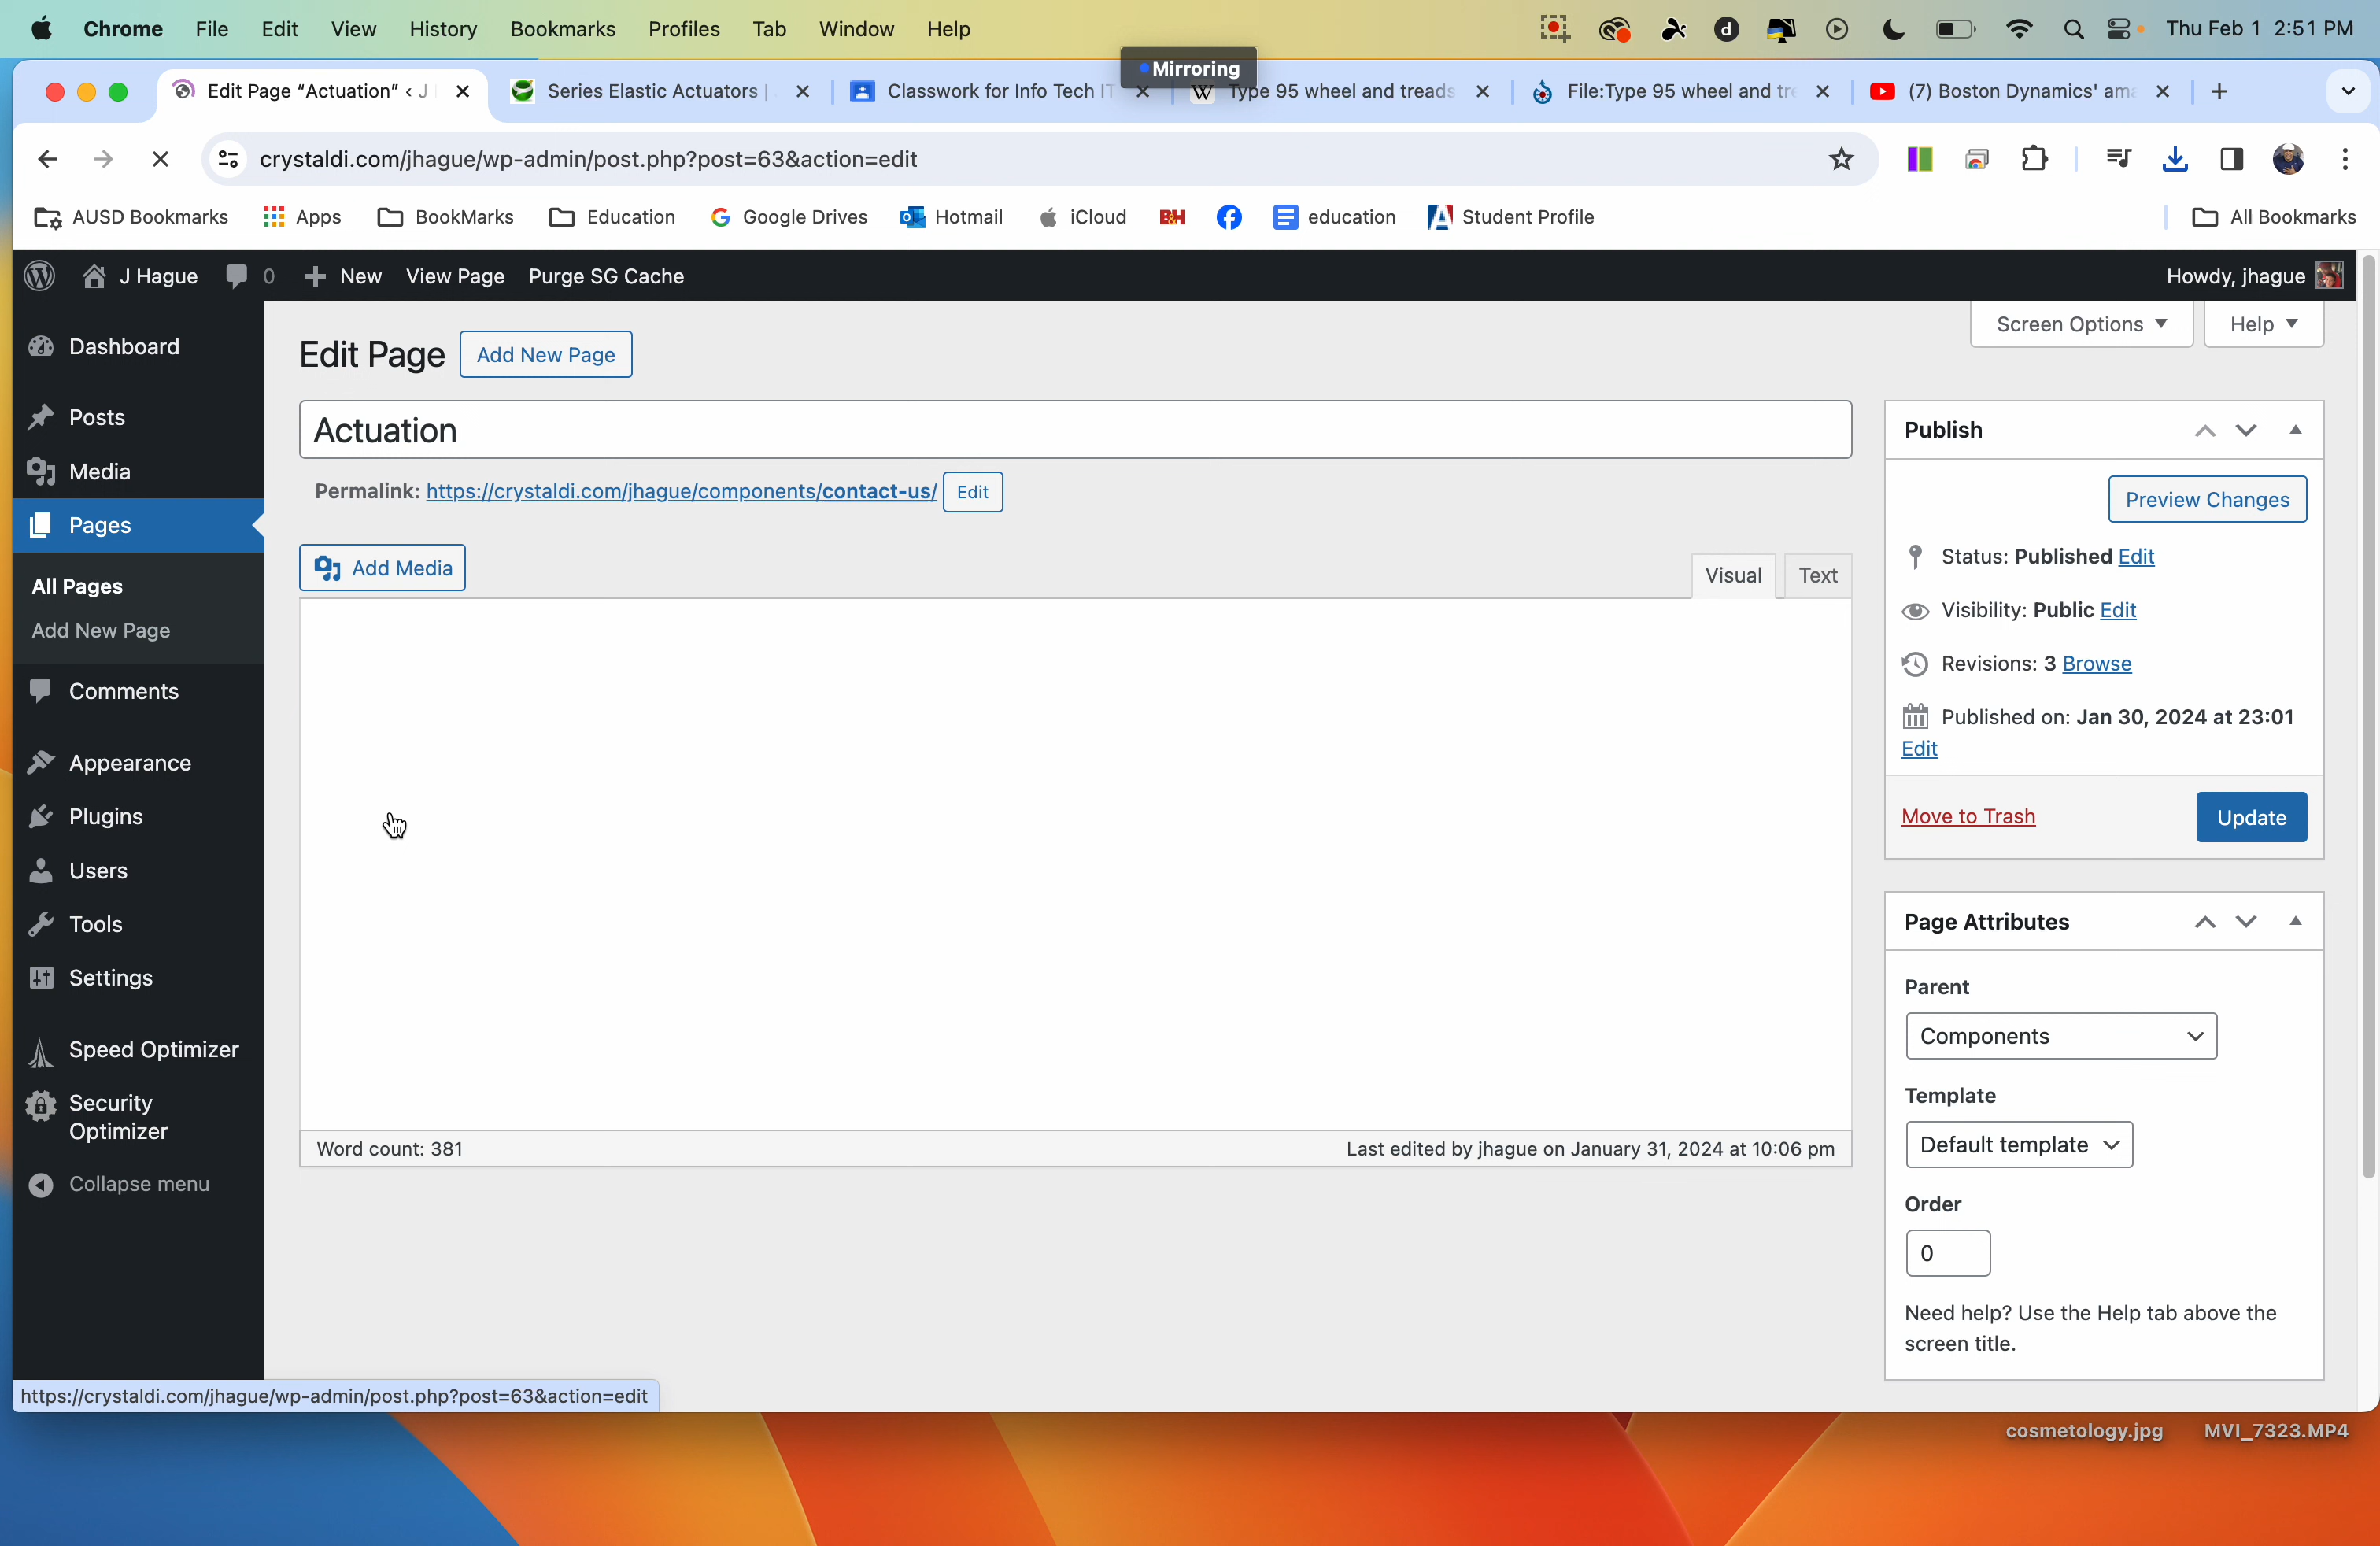 Chrome File Edit View History Bookmarks Profiles Tab Window Help
Thu Feb 1 2:51 PM
Mirroring
Edit Page “Actuation” ‹ J
Series Elastic Actuators |
Classwork for Info Tech IT
Type 95 wheel and treads
File:Type 95 wheel and tr
(7) Boston Dynamics' ama
crystaldi.com/jhague/wp-admin/post.php?post=63&action=edit
AUSD Bookmarks Apps BookMarks Education Google Drives Hotmail iCloud B&H education Student Profile All Bookmarks
J Hague 0 New View Page Purge SG Cache Howdy, jhague
Screen Options Help
Dashboard
Posts
Media
Pages
All Pages
Add New Page
Comments
Appearance
Plugins
Users
Tools
Settings
Speed Optimizer
Security
Optimizer
Collapse menu
Edit Page Add New Page
Actuation
Permalink: https://crystaldi.com/jhague/components/contact-us/ Edit
Add Media
Visual Text
Word count: 381
Last edited by jhague on January 31, 2024 at 10:06 pm
Publish
Preview Changes
Status: Published Edit
Visibility: Public Edit
Revisions: 3 Browse
Published on: Jan 30, 2024 at 23:01
Edit
Move to Trash Update
Page Attributes
Parent
Components
Template
Default template
Order
0
Need help? Use the Help tab above the
screen title.
https://crystaldi.com/jhague/wp-admin/post.php?post=63&action=edit
cosmetology.jpg MVI_7323.MP4